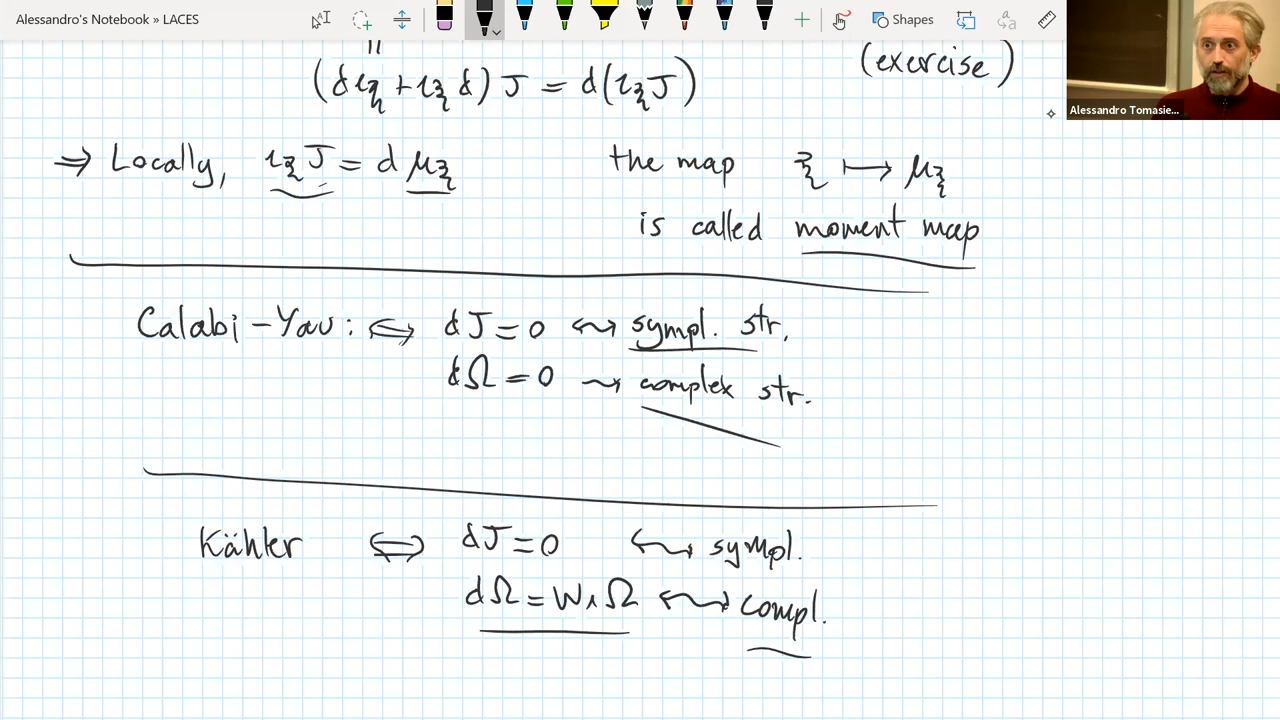 Alessandro's Notebook » LACES
Shapes
Alessandro Tomasie...
(exercise)
(dι_ξ + ι_ξ d) J = d(ι_ξ J)
⇒ Locally, ι_ξ J = d μ_ξ
the map ξ ↦ μ_ξ
is called moment map
Calabi-Yau: ⇔ dJ = 0 ↭ sympl. str.
dΩ = 0 ⇝ complex str.
Kähler ⇔ dJ = 0 ↭ sympl.
dΩ = W∧Ω ↭ compl.